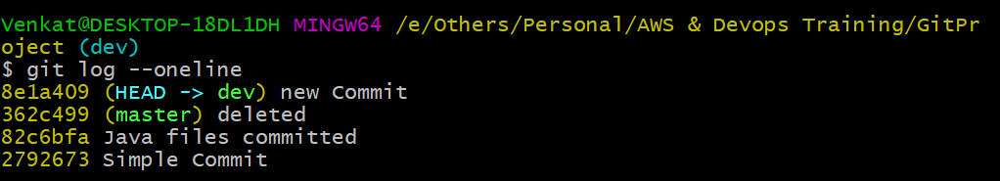 Venkat@DESKTOP-18DL1DH MINGW64 /e/Others/Personal/AWS & Devops Training/GitPr
oject (dev)
$ git log --oneline
8e1a409 (HEAD -> dev) new Commit
362c499 (master) deleted
82c6bfa Java files committed
2792673 Simple Commit